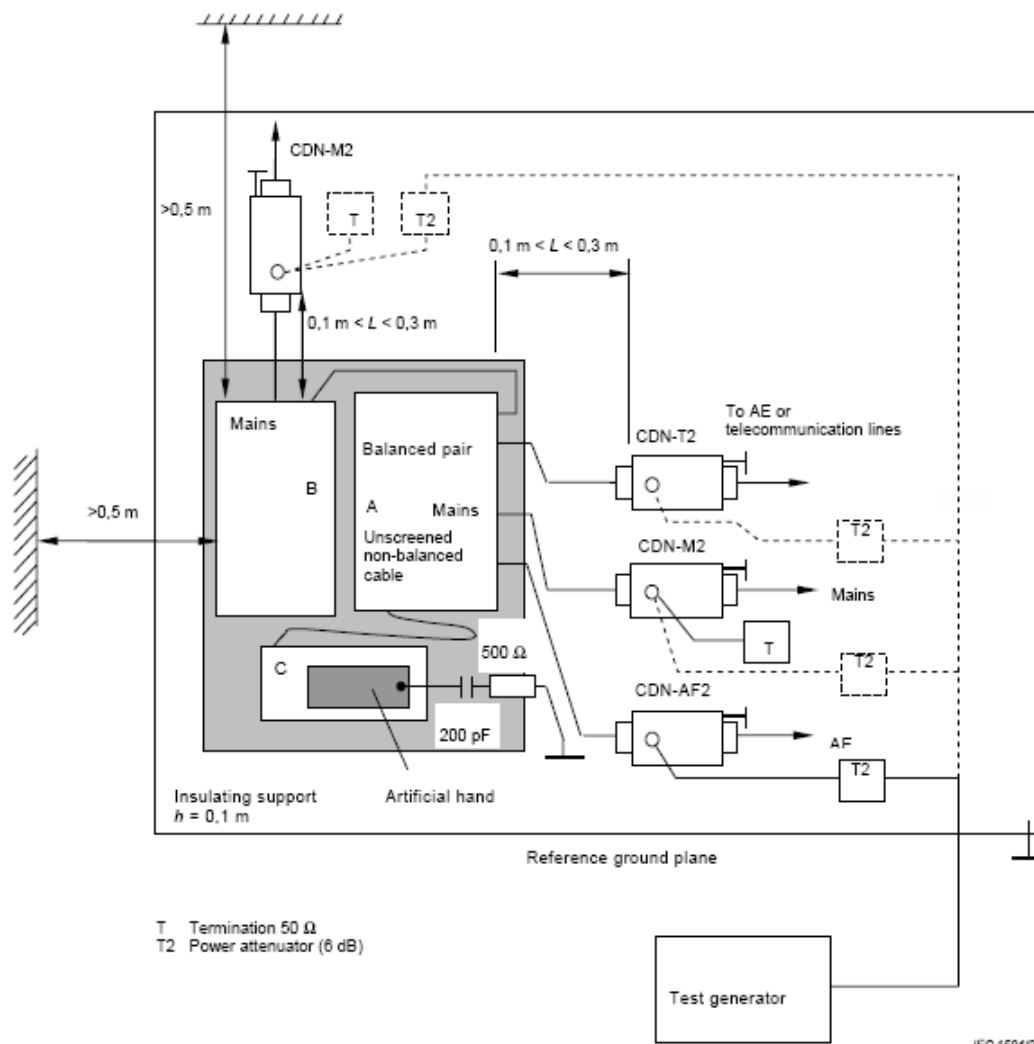 CDN-M2
>0,5 m
T
T2
0,1 m < L < 0,3 m
0,1 m < L < 0,3 m
Mains
B
Balanced pair
A
Mains
Unscreened
non-balanced
cable
CDN-T2
To AE or
telecommunication lines
>0,5 m
T2
CDN-M2
Mains
T
T2
C
500 Ω
200 pF
CDN-AF2
T2
Insulating support
h = 0,1 m
Artificial hand
Reference ground plane
T Termination 50 Ω
T2 Power attenuator (6 dB)
Test generator